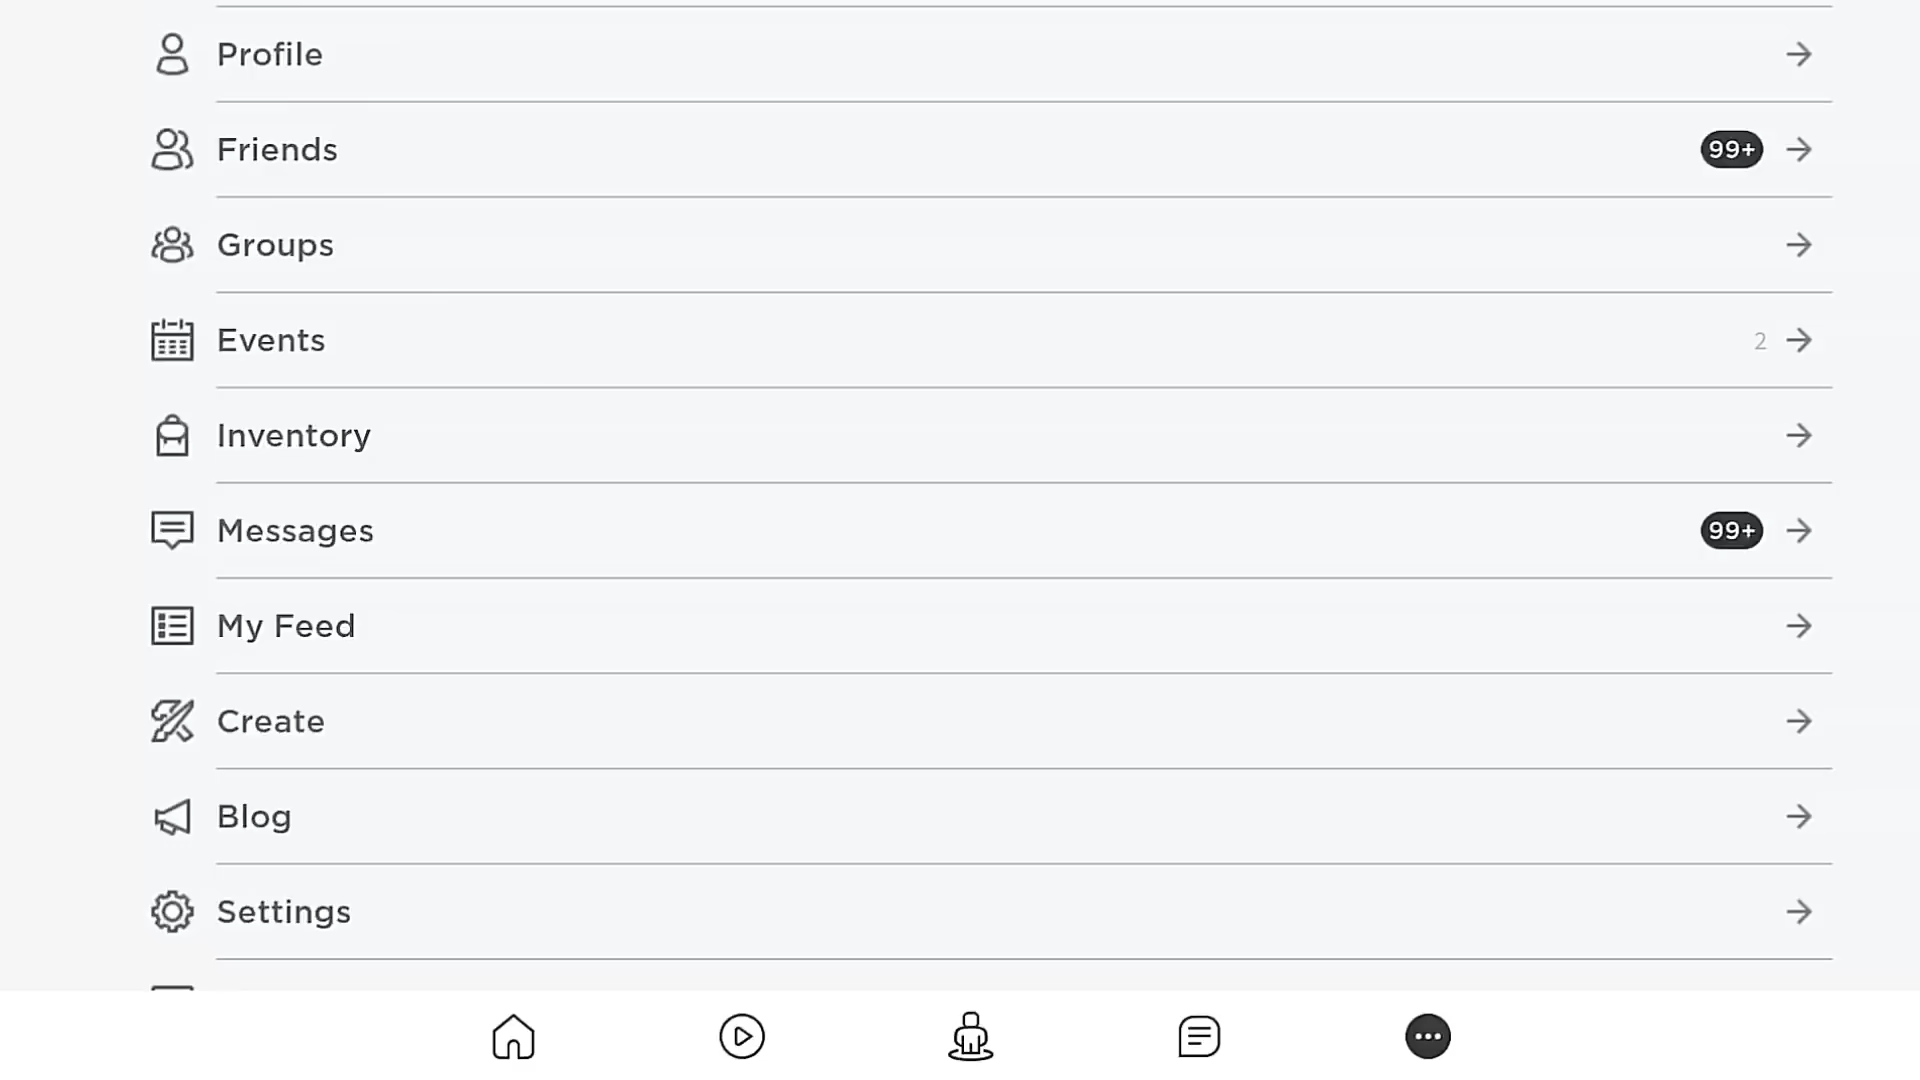 Profile
Friends 99+
Groups
Events 2
Inventory
Messages 99+
My Feed
Create
Blog
Settings